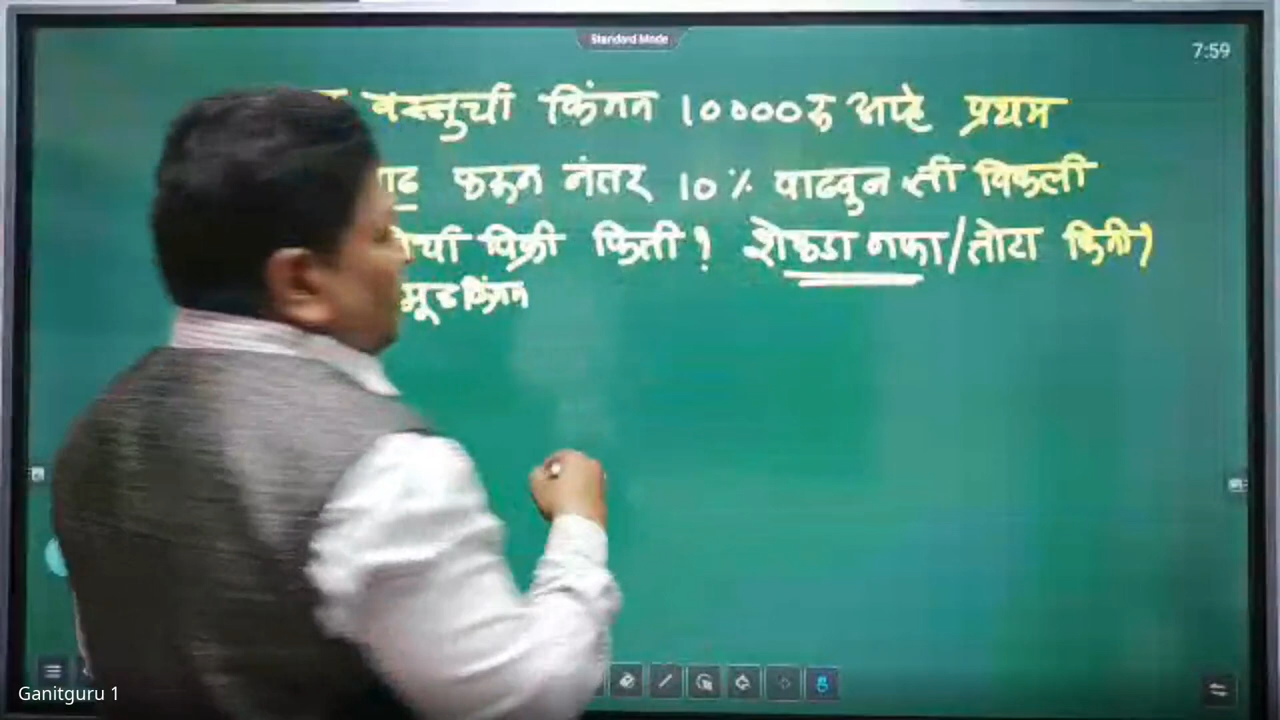 Standard Mode
7:59
वस्तुची किंमत 10000रु आहे प्रथम
वाढ करून नंतर 10% वाढवुन ती विकली
विक्री किती? शेकडा नफा/तोटा किती)
मूळकिंमत
Ganitguru 1